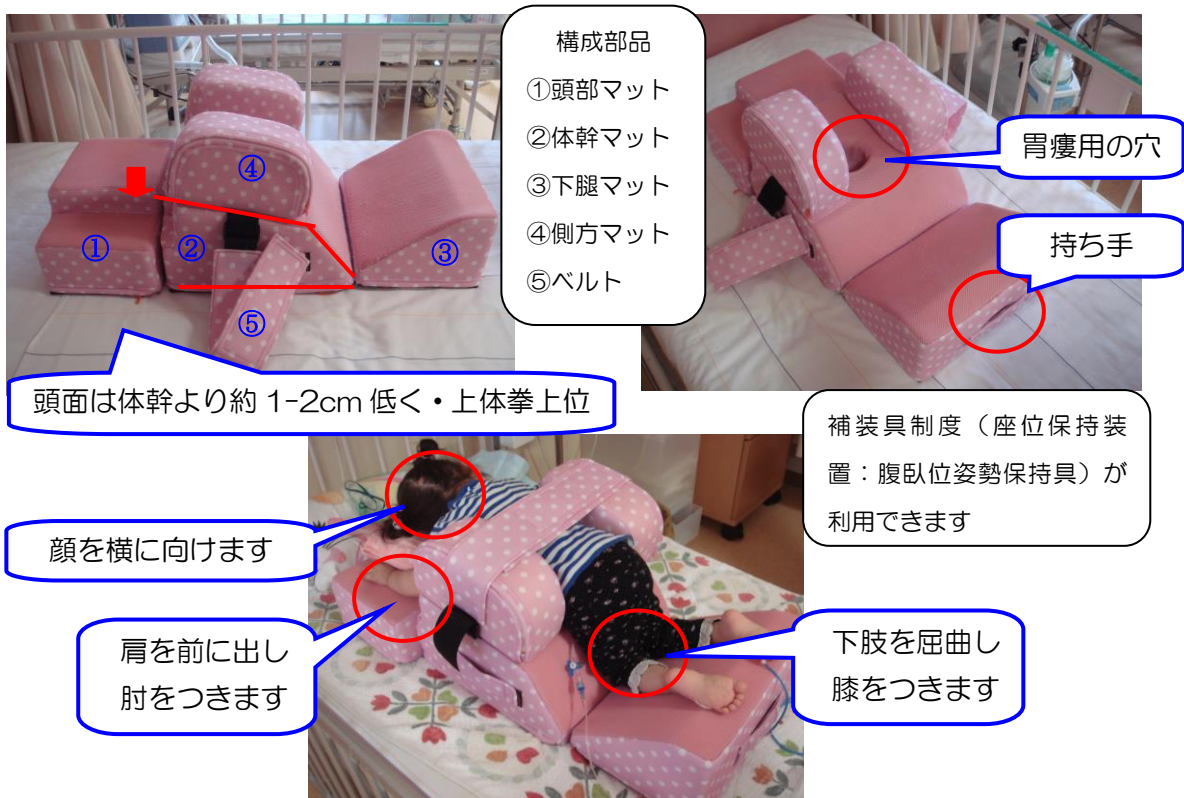 構成部品
①頭部マット
②体幹マット
③下腿マット
④側方マット
⑤ベルト
④
①
②
③
⑤
胃瘻用の穴
持ち手
頭面は体幹より約 1-2cm 低く・上体挙上位
補装具制度（座位保持装
置：腹臥位姿勢保持具）が
利用できます
顔を横に向けます
肩を前に出し
肘をつきます
下肢を屈曲し
膝をつきます